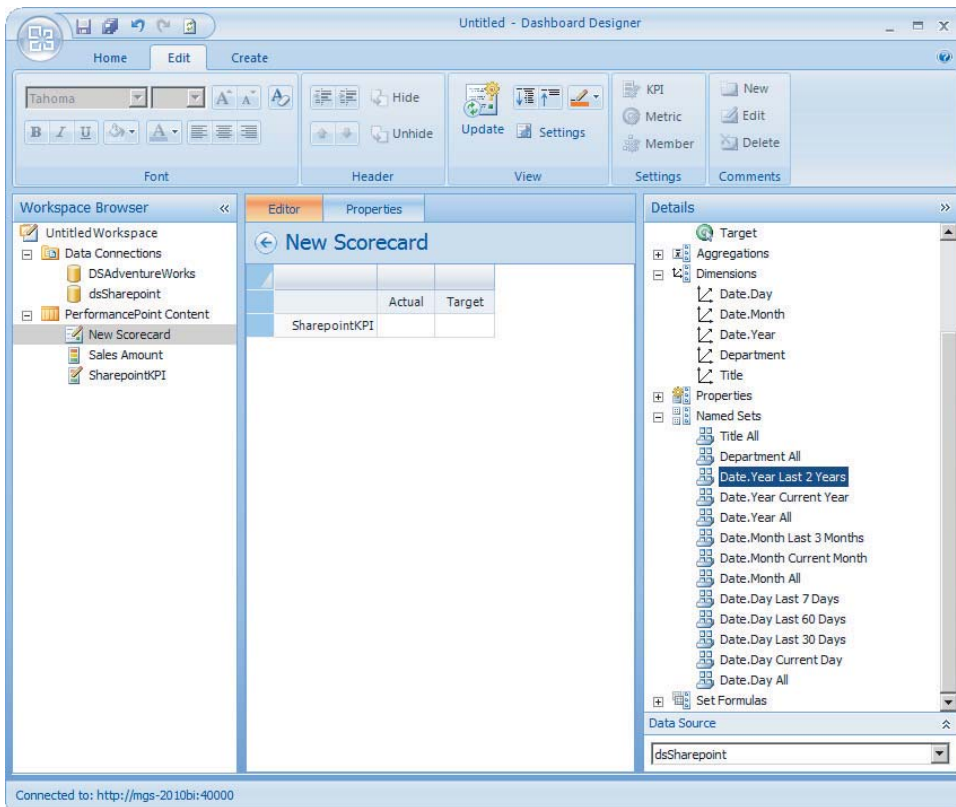 Untitled - Dashboard Designer
Home Edit Create
Tahoma
A A A
B I U A
Font
Hide
Unhide
Header
Update
Settings
View
KPI
Metric
Member
Settings
New
Edit
Delete
Comments
Workspace Browser «
Untitled Workspace
Data Connections
DSAdventureWorks
dsSharepoint
PerformancePoint Content
New Scorecard
Sales Amount
SharepointKPI
Editor Properties
New Scorecard
Actual Target
SharepointKPI
Details »
Target
Aggregations
Dimensions
Date.Day
Date.Month
Date.Year
Department
Title
Properties
Named Sets
Title All
Department All
Date.Year Last 2 Years
Date.Year Current Year
Date.Year All
Date.Month Last 3 Months
Date.Month Current Month
Date.Month All
Date.Day Last 7 Days
Date.Day Last 60 Days
Date.Day Last 30 Days
Date.Day Current Day
Date.Day All
Set Formulas
Data Source
dsSharepoint
Connected to: http://mgs-2010bi:40000